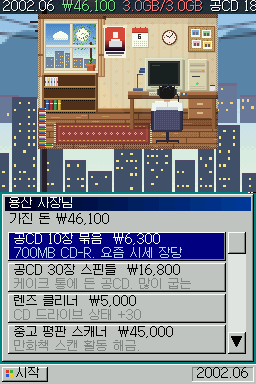 2002.06 ₩46,100 3.0GB/3.0GB 공CD 18
6
용산 시장님
가진 돈 ₩46,100
공CD 10장 묶음 ₩6,300
700MB CD-R. 요즘 시세 장당
공CD 30장 스핀들 ₩16,800
케이크 통에 든 공CD. 많이 굽는
렌즈 클리너 ₩5,000
CD 드라이브 상태 +30
중고 평판 스캐너 ₩45,000
만화책 스캔 활동 해금.
시작
2002.06